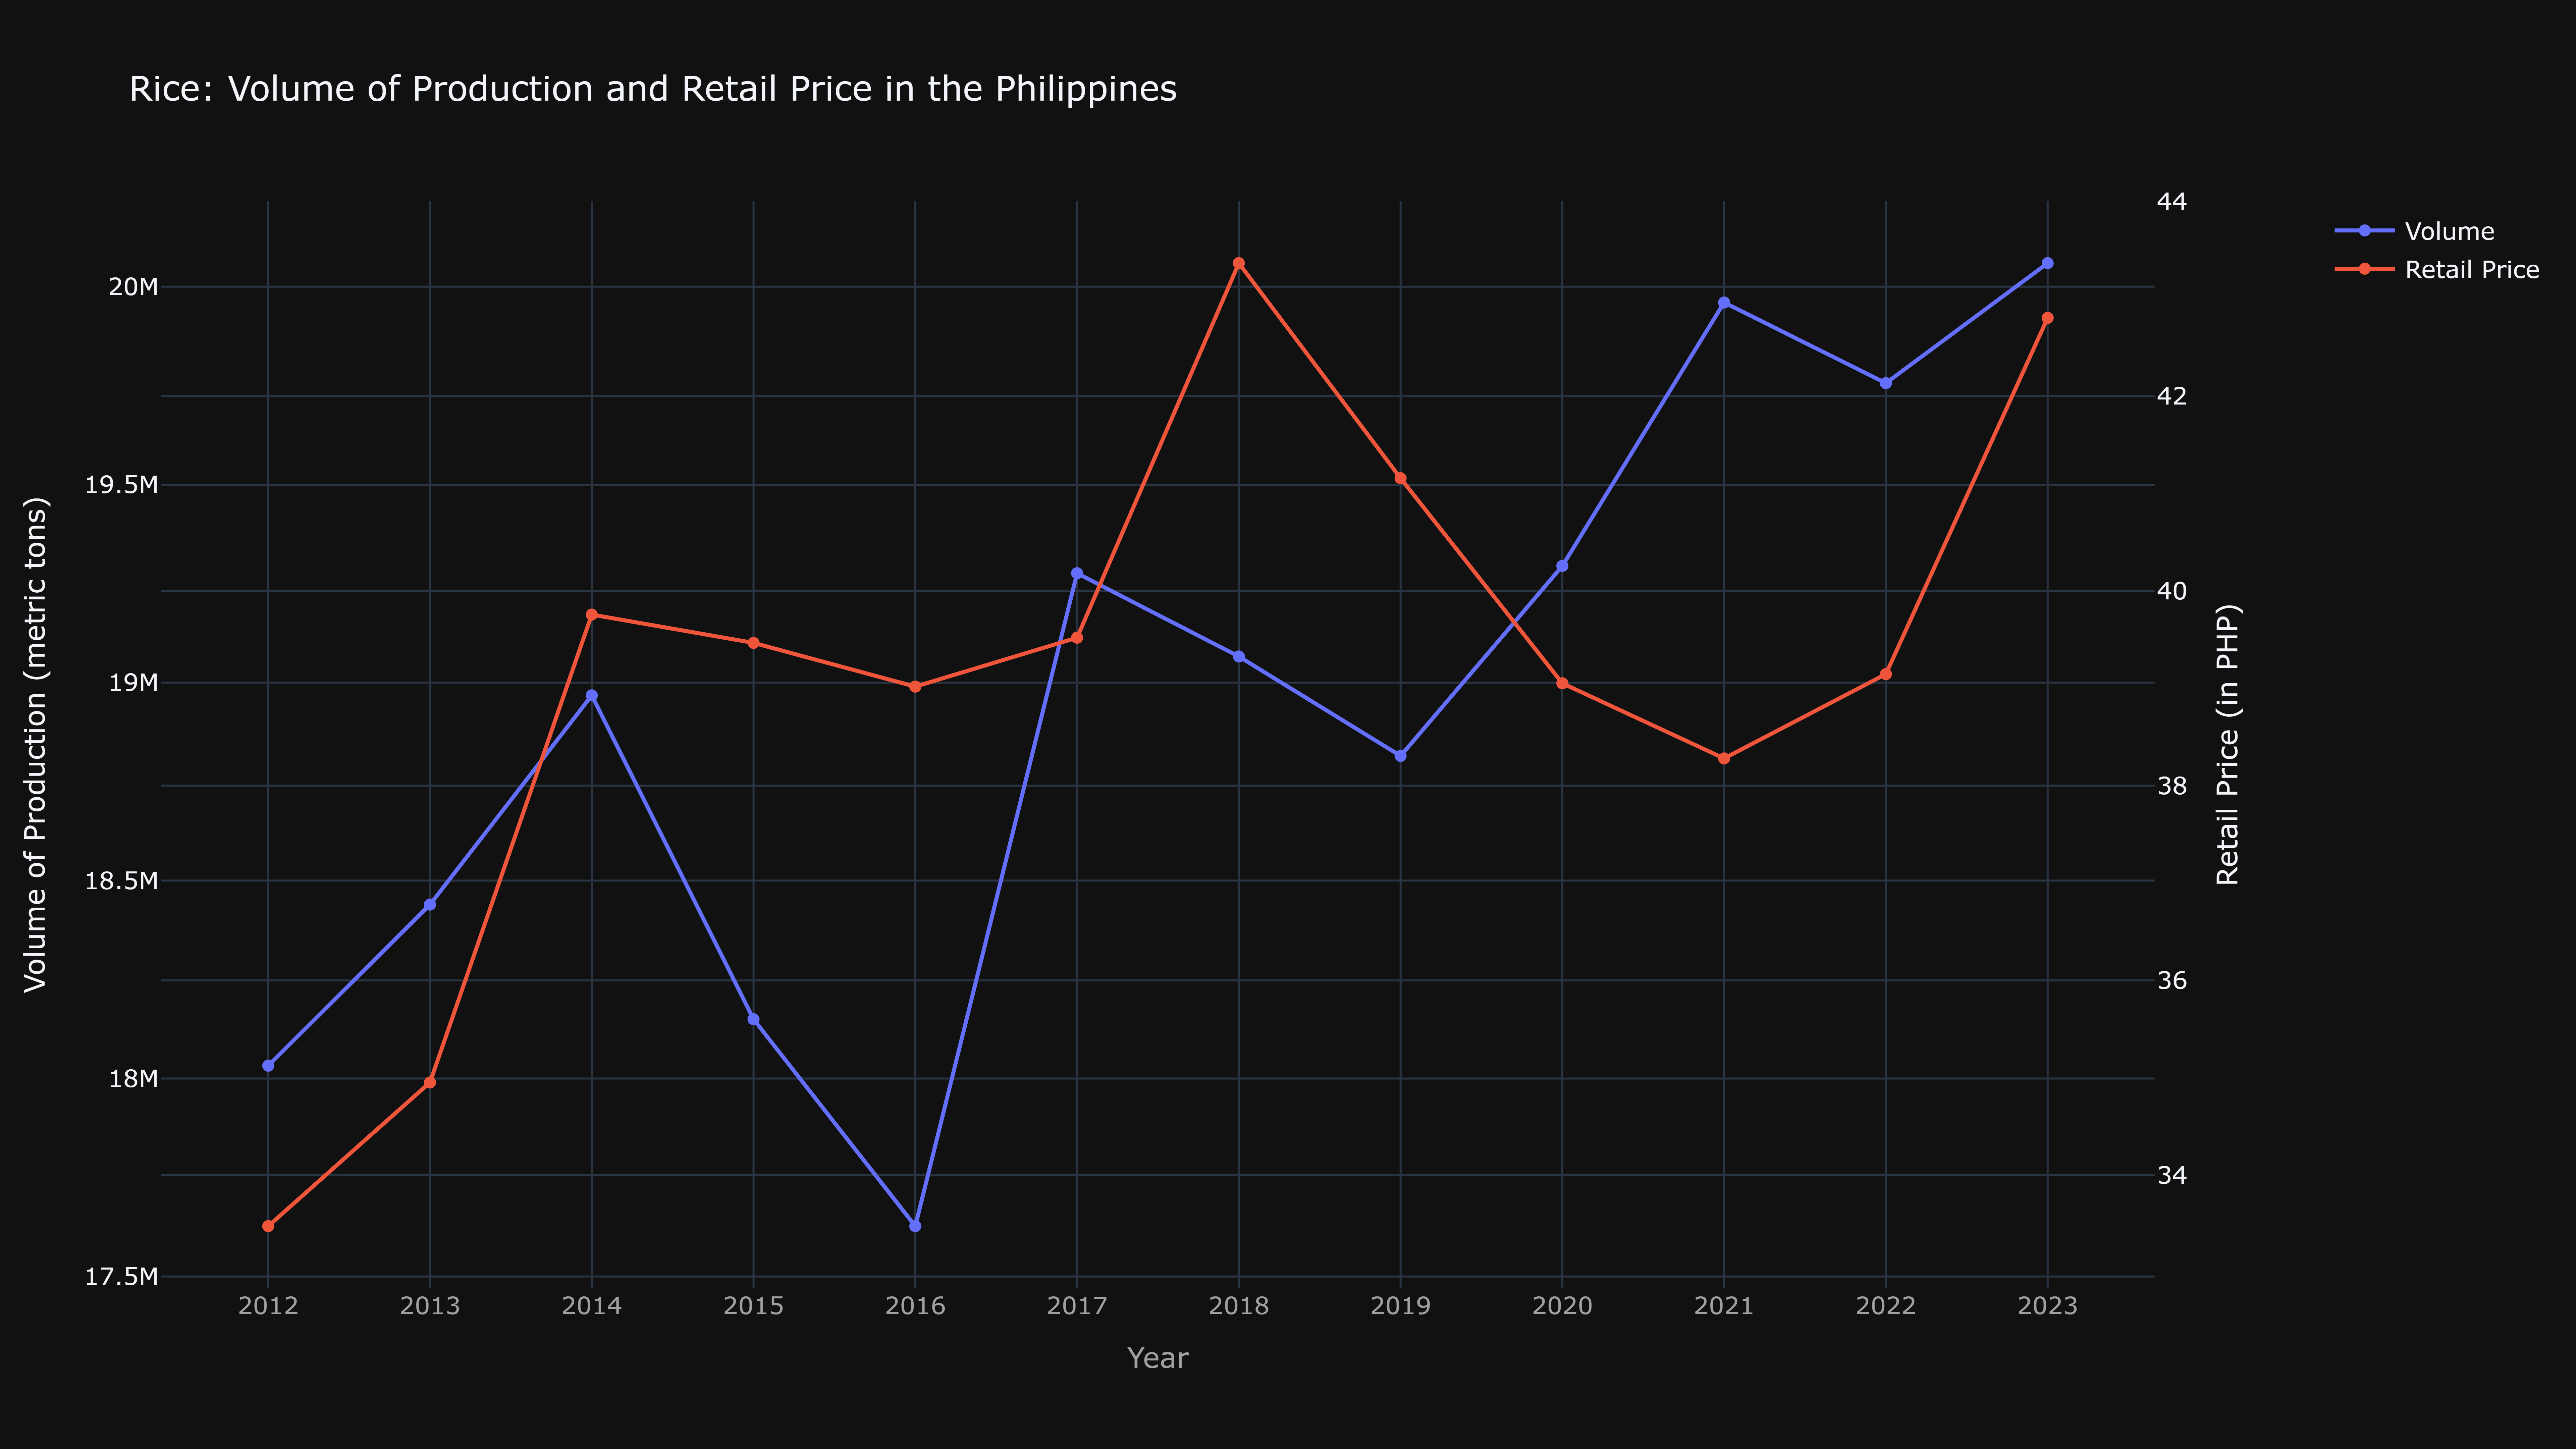 Rice: Volume of Production and Retail Price in the Philippines
Volume
Retail Price
Volume of Production (metric tons)
20M
19.5M
19M
18.5M
18M
17.5M
44
42
40
38
36
34
Retail Price (in PHP)
2012 2013 2014 2015 2016 2017 2018 2019 2020 2021 2022 2023
Year